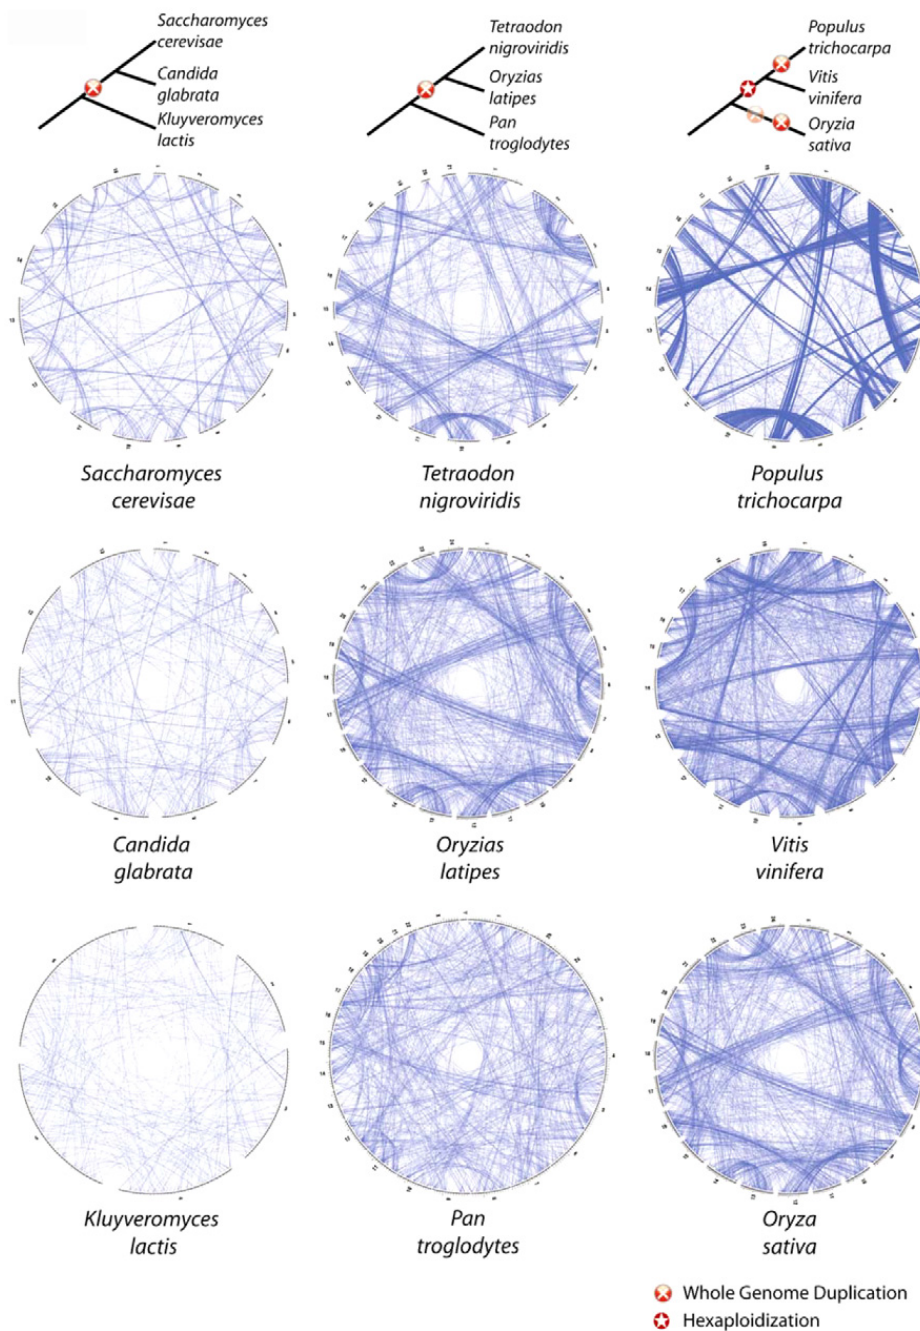 Saccharomyces
cerevisae
Candida
glabrata
Kluyveromyces
lactis
Tetraodon
nigroviridis
Oryzias
latipes
Pan
troglodytes
Populus
trichocarpa
Vitis
vinifera
Oryzia
sativa
Saccharomyces
cerevisae
Tetraodon
nigroviridis
Populus
trichocarpa
Candida
glabrata
Oryzias
latipes
Vitis
vinifera
Kluyveromyces
lactis
Pan
troglodytes
Oryza
sativa
Whole Genome Duplication
Hexaploidization